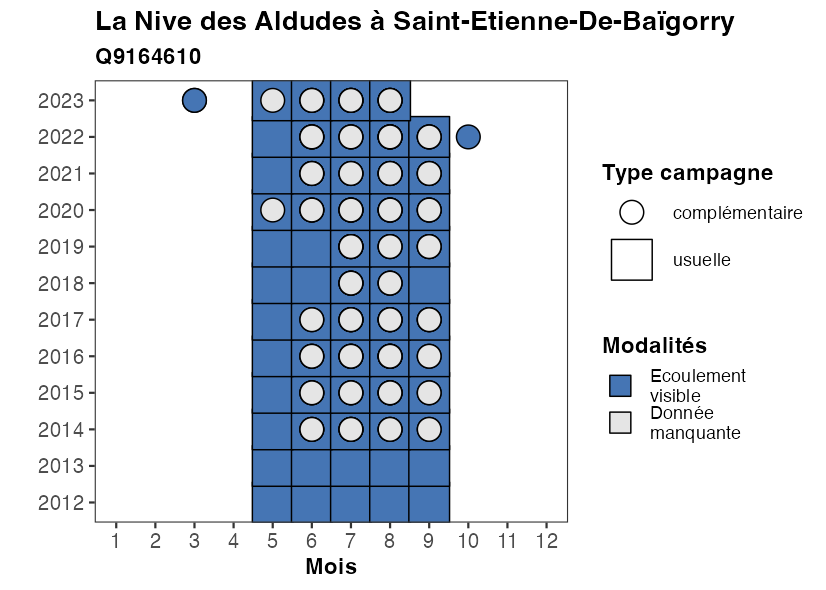 La Nive des Aldudes à Saint-Etienne-De-Baïgorry
Q9164610
2023
2022
2021
2020
2019
2018
2017
2016
2015
2014
2013
2012
1 2 3 4 5 6 7 8 9 10 11 12
Mois
Type campagne
complémentaire
usuelle
Modalités
Ecoulement
visible
Donnée
manquante